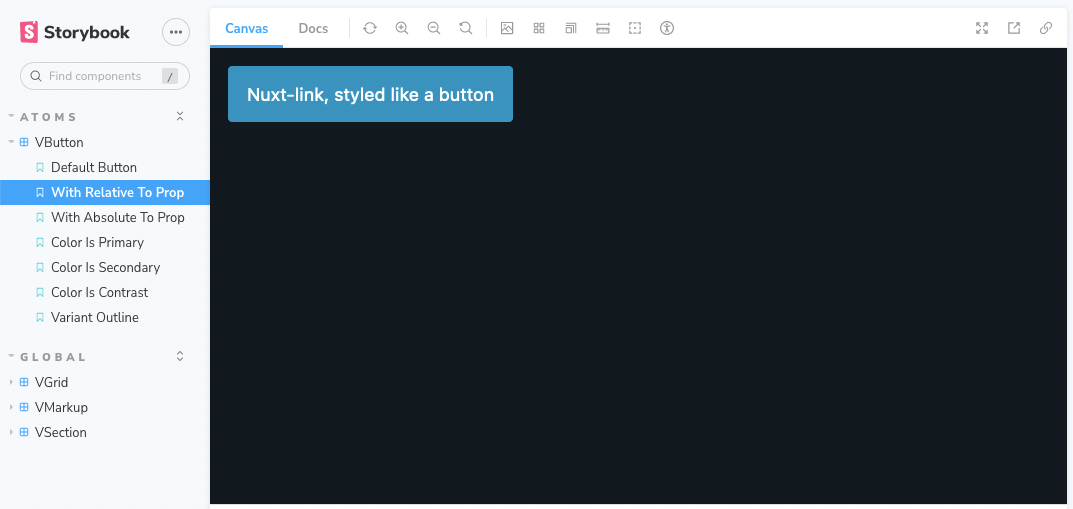 Storybook
Find components
/
ATOMS
VButton
Default Button
With Relative To Prop
With Absolute To Prop
Color Is Primary
Color Is Secondary
Color Is Contrast
Variant Outline
GLOBAL
VGrid
VMarkup
VSection
Canvas
Docs
Nuxt-link, styled like a button